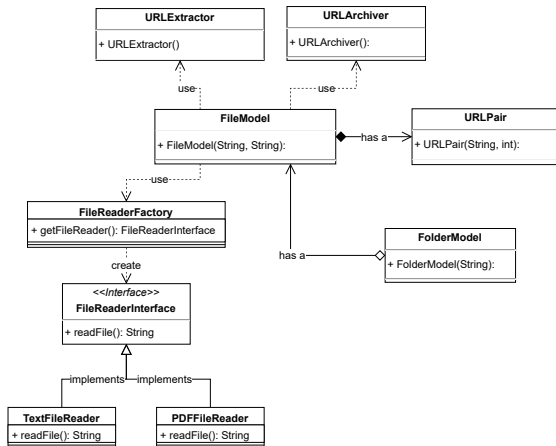 URLExtractor
+ URLExtractor()
URLArchiver
+ URLArchiver():
use
use
FileModel
+ FileModel(String, String):
has a
URLPair
+ URLPair(String, int):
use
FileReaderFactory
+ getFileReader(): FileReaderInterface
has a
FolderModel
+ FolderModel(String):
create
<<Interface>>
FileReaderInterface
+ readFile(): String
implements
implements
TextFileReader
+ readFile(): String
PDFFileReader
+ readFile(): String